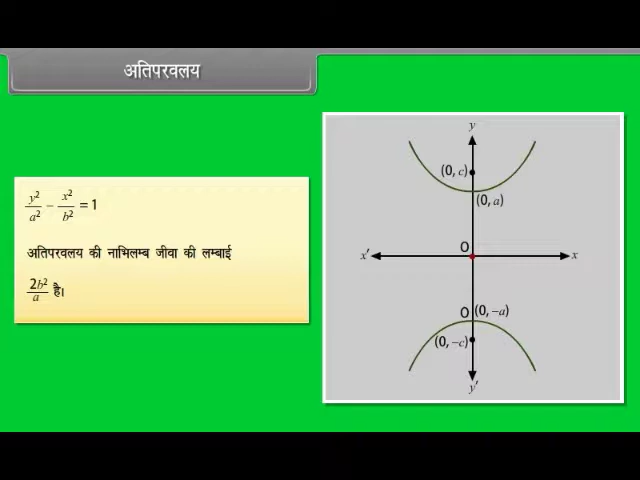 अतिपरवलय
y²/a² − x²/b² = 1
अतिपरवलय की नाभिलम्ब जीवा की लम्बाई
2b²/a है।
y
(0, c)
(0, a)
O
x′
x
O
(0, −a)
(0, −c)
y′